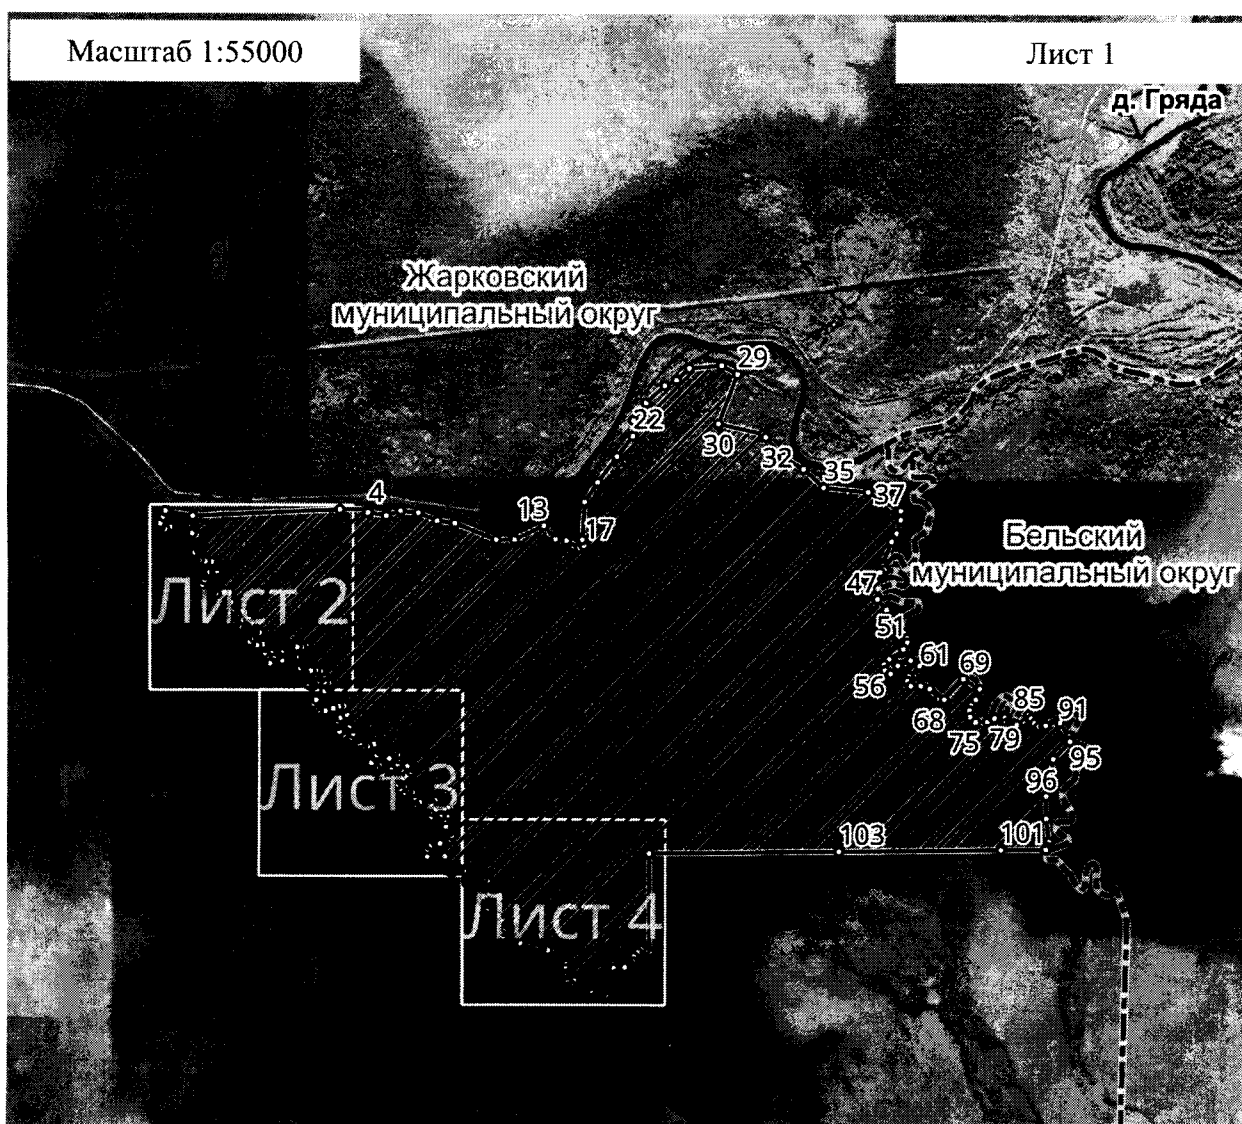 Масштаб 1:55000
Лист 1
д. Гряда
Жарковский
муниципальный округ
29
22
30
32
35
37
4
13
17
Бельский
муниципальный округ
47
51
Лист 2
61
69
56
68
85
91
75
79
95
Лист 3
96
103
101
Лист 4